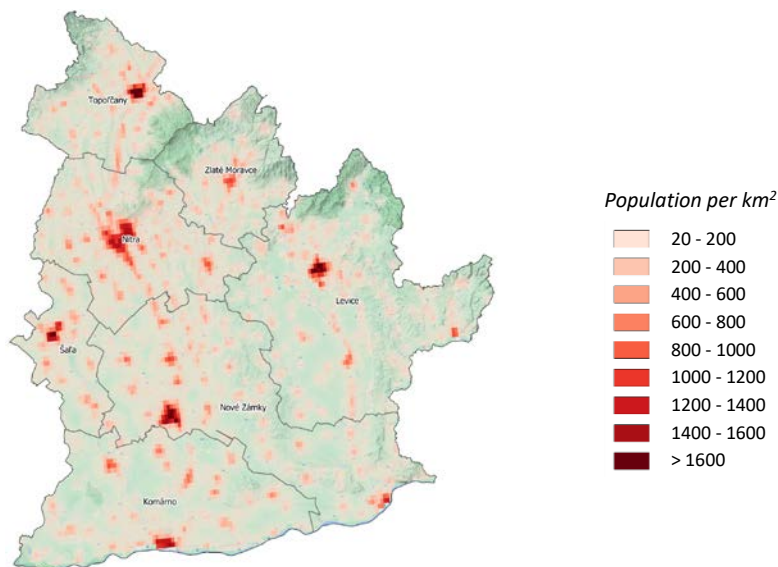 Topoľčany
Zlaté Moravce
Nitra
Levice
Šaľa
Nové Zámky
Komárno
Population per km2
20 - 200
200 - 400
400 - 600
600 - 800
800 - 1000
1000 - 1200
1200 - 1400
1400 - 1600
> 1600